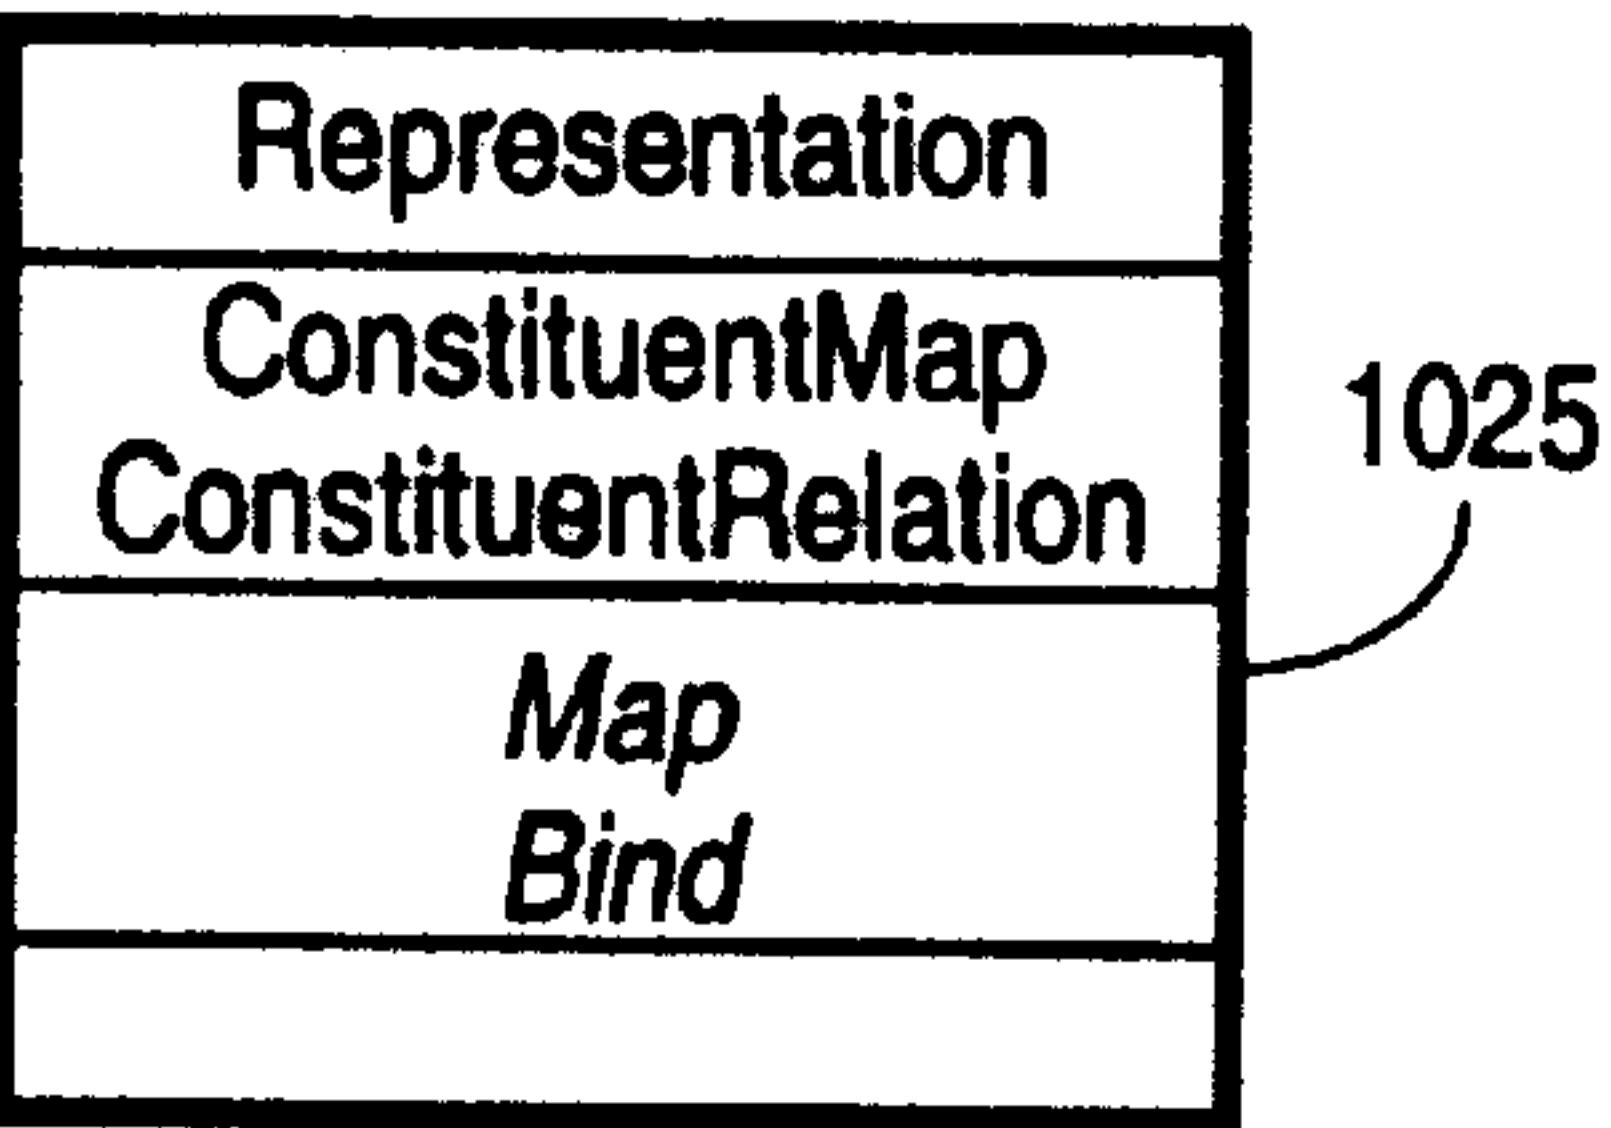 Representation
ConstituentMap
ConstituentRelation
1025
Map
Bind